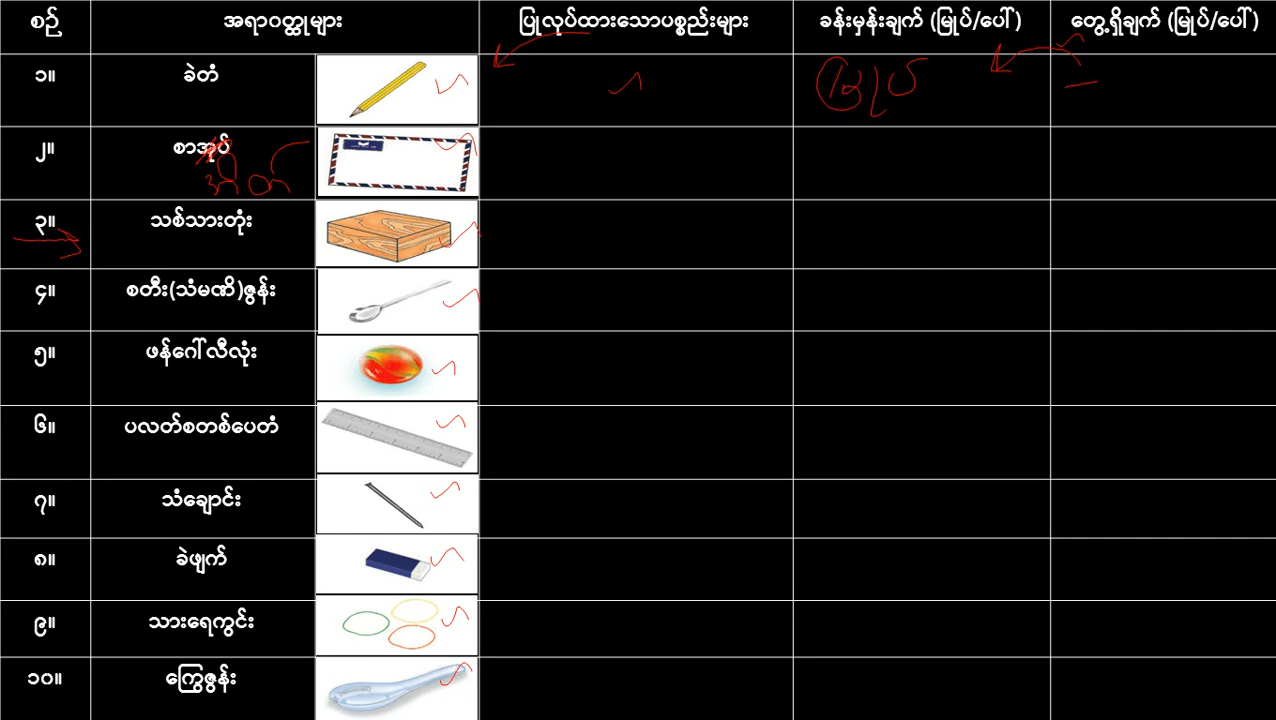 စဉ် အရာဝတ္ထုများ ပြုလုပ်ထားသောပစ္စည်းများ ခန့်မှန်းချက် (မြုပ်/ပေါ်) တွေ့ရှိချက် (မြုပ်/ပေါ်)
၁။ ခဲတံ မြုပ်
၂။ စာအုပ်
အိတ်
၃။ သစ်သားတုံး
၄။ စတီး(သံမဏိ)ဇွန်း
၅။ ဖန်ဂေါ်လီလုံး
၆။ ပလတ်စတစ်ပေတံ
၇။ သံချောင်း
၈။ ခဲဖျက်
၉။ သားရေကွင်း
၁၀။ ကြွေဇွန်း